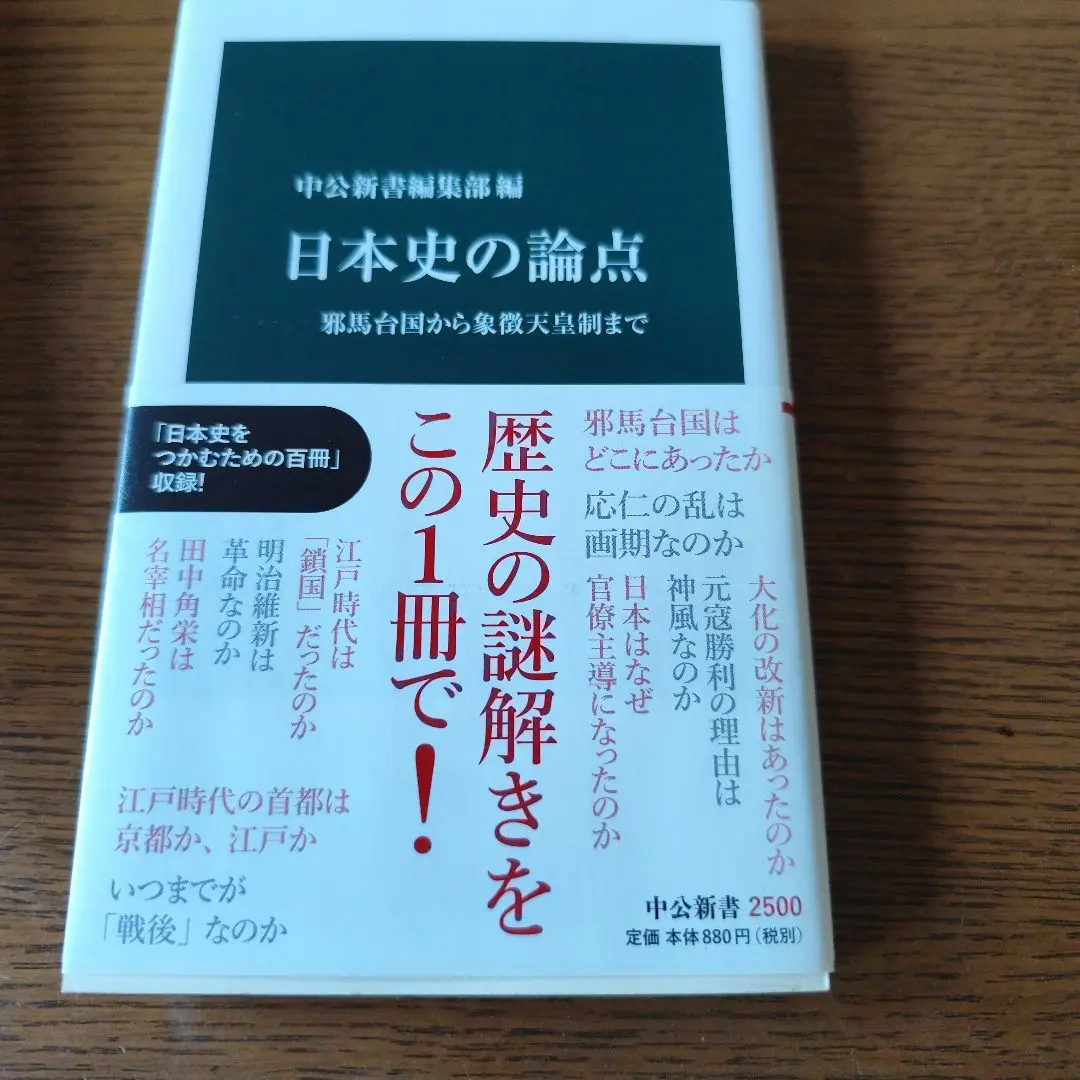 中公新書編集部 編
日本史の論点
邪馬台国から象徴天皇制まで
「日本史を
つかむための百冊」
収録!
歴史の謎解きを
この1冊で!
邪馬台国は
どこにあったか
応仁の乱は
画期なのか
大化の改新はあったのか
元寇勝利の理由は
神風なのか
日本はなぜ
官僚主導になったのか
江戸時代は
「鎖国」だったのか
明治維新は
革命なのか
田中角栄は
名宰相だったのか
江戸時代の首都は
京都か、江戸か
いつまでが
「戦後」なのか
中公新書 2500
定価 本体880円(税別)